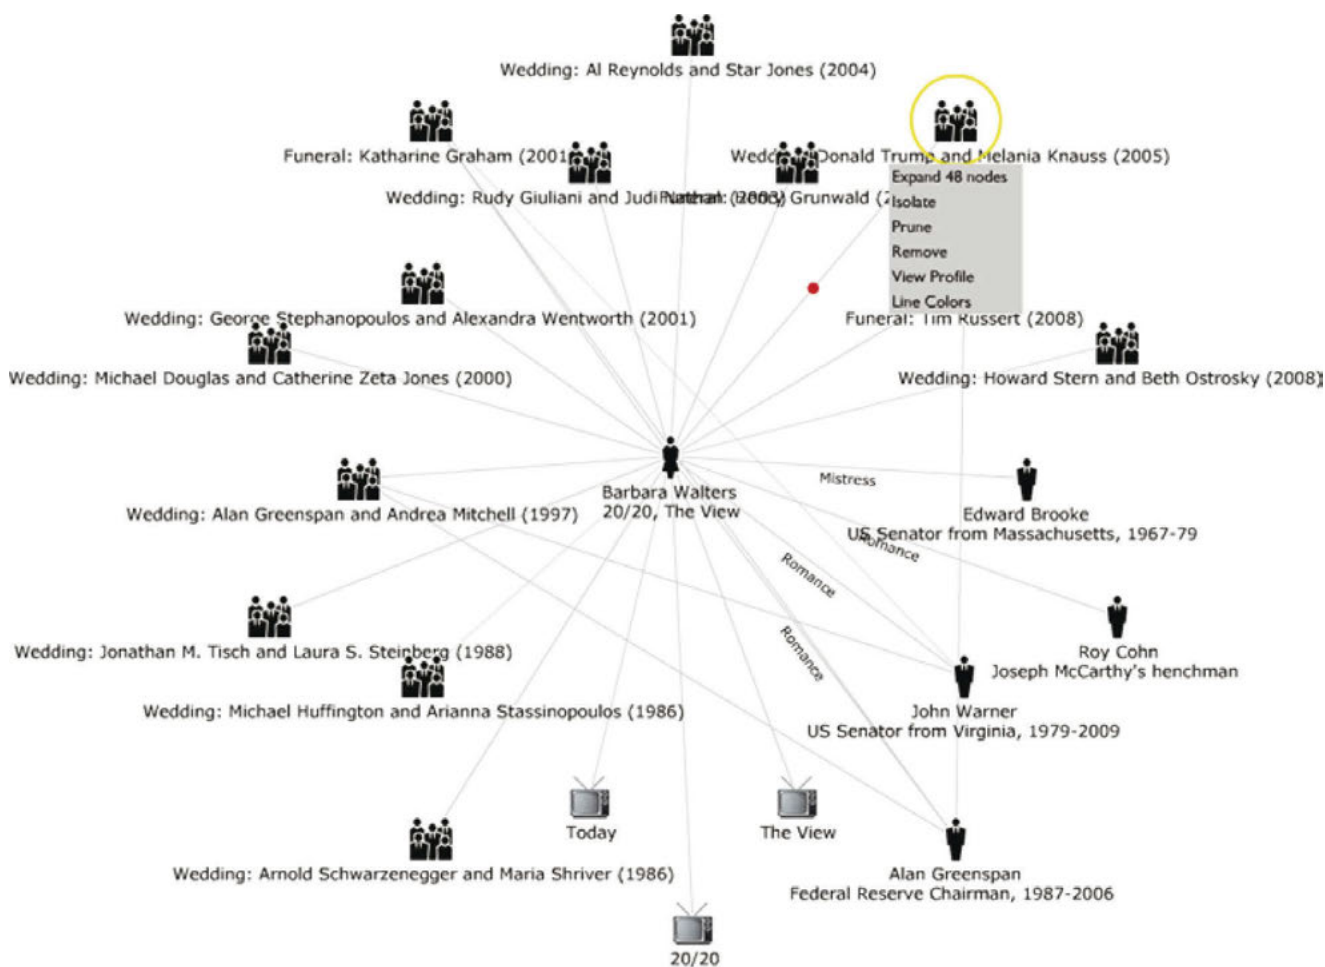 Wedding: Al Reynolds and Star Jones (2004)
Funeral: Katharine Graham (2001
Wedding: Donald Trump and Melania Knauss (2005)
Expand 48 nodes
Wedding: Rudy Giuliani and Judi Nathan (2003)
Funeral: Henry Grunwald (2
Isolate
Prune
Remove
View Profile
Line Colors
Wedding: George Stephanopoulos and Alexandra Wentworth (2001)
Funeral: Tim Russert (2008)
Wedding: Michael Douglas and Catherine Zeta Jones (2000)
Wedding: Howard Stern and Beth Ostrosky (2008)
Mistress
Barbara Walters
20/20, The View
Wedding: Alan Greenspan and Andrea Mitchell (1997)
Edward Brooke
US Senator from Massachusetts, 1967-79
Romance
Romance
Romance
Wedding: Jonathan M. Tisch and Laura S. Steinberg (1988)
Roy Cohn
Joseph McCarthy's henchman
Wedding: Michael Huffington and Arianna Stassinopoulos (1986)
John Warner
US Senator from Virginia, 1979-2009
Today
The View
Wedding: Arnold Schwarzenegger and Maria Shriver (1986)
Alan Greenspan
Federal Reserve Chairman, 1987-2006
20/20